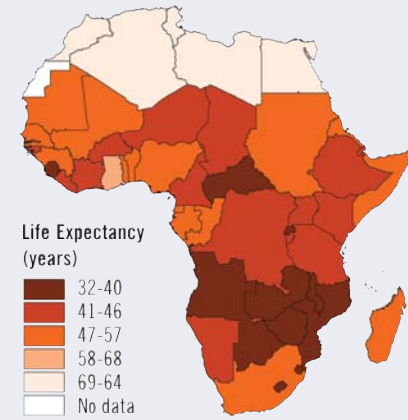 Life Expectancy
(years)
32-40
41-46
47-57
58-68
69-64
No data